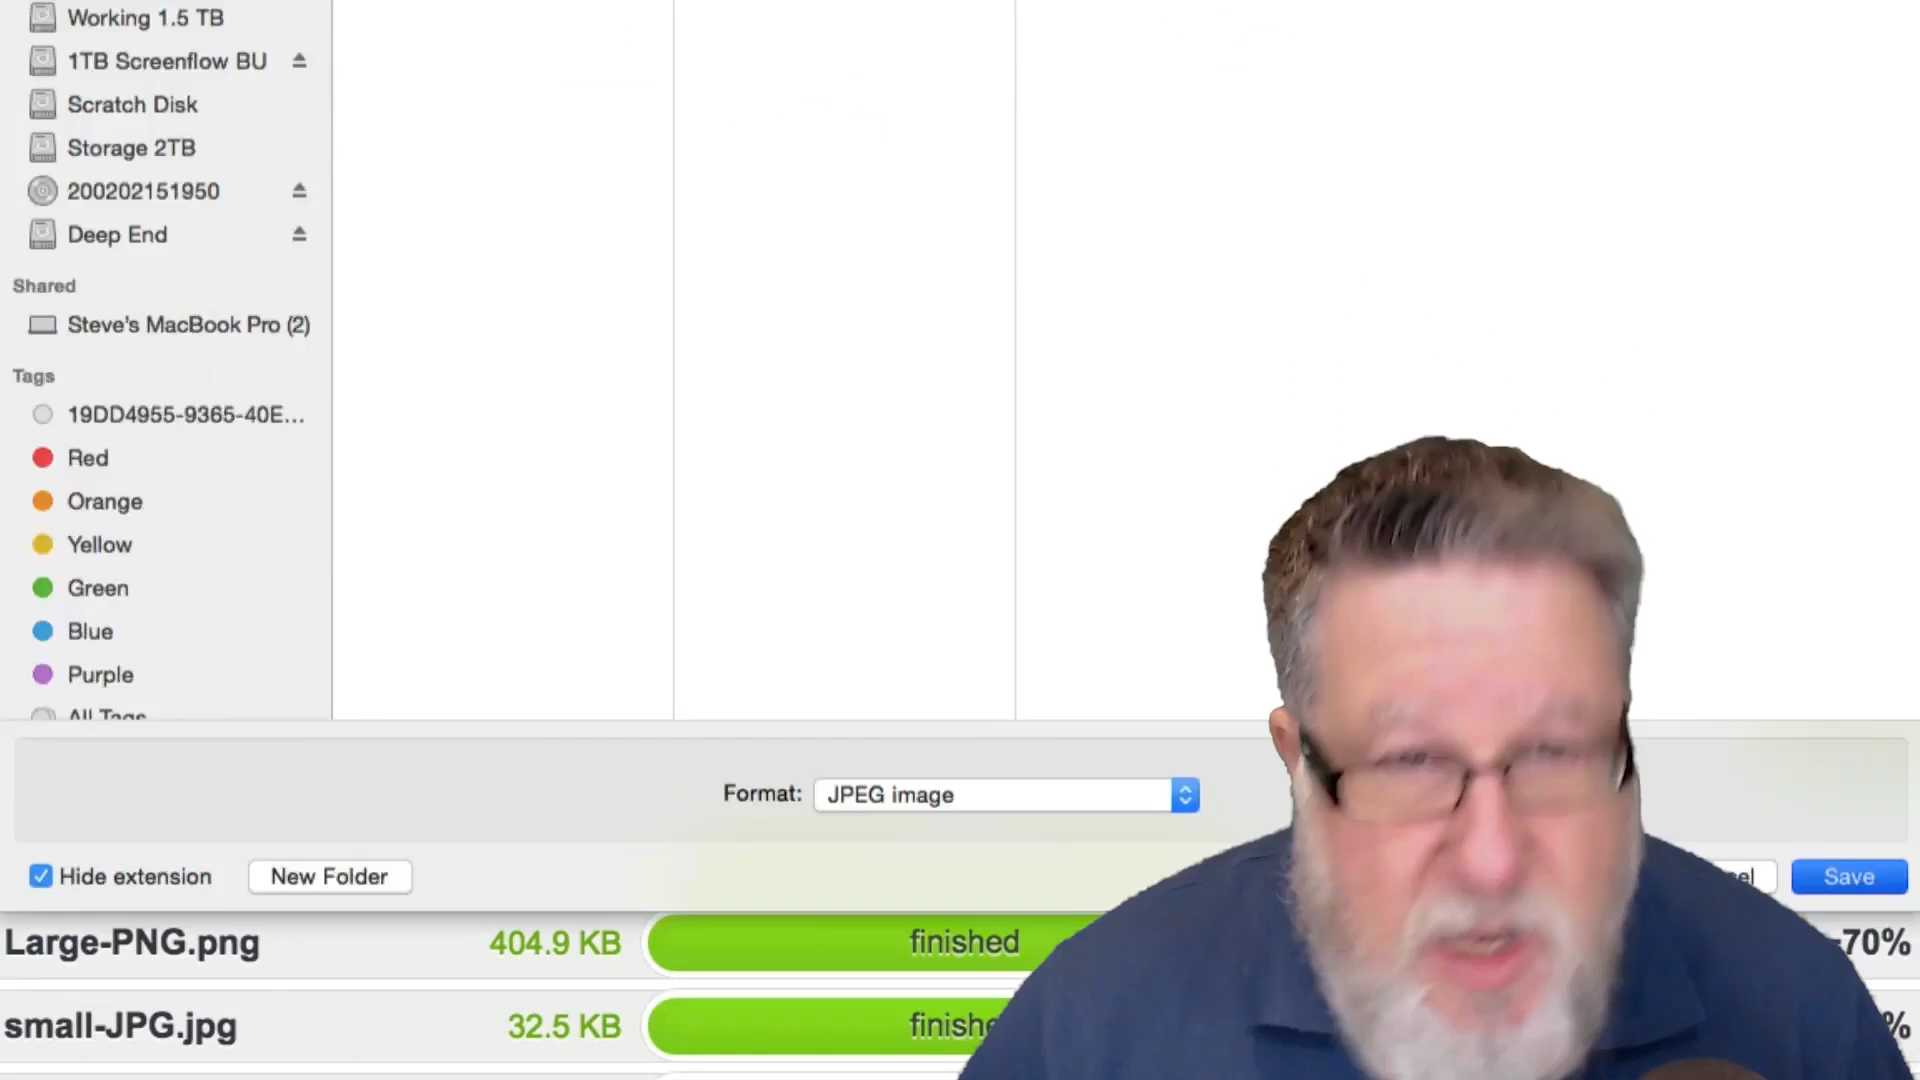 Working 1.5 TB
1TB Screenflow BU
Scratch Disk
Storage 2TB
200202151950
Deep End
Shared
Steve's MacBook Pro (2)
Tags
19DD4955-9365-40E...
Red
Orange
Yellow
Green
Blue
Purple
All Tags
Format: JPEG image
Hide extension New Folder Save
Large-PNG.png 404.9 KB finished -70%
small-JPG.jpg 32.5 KB